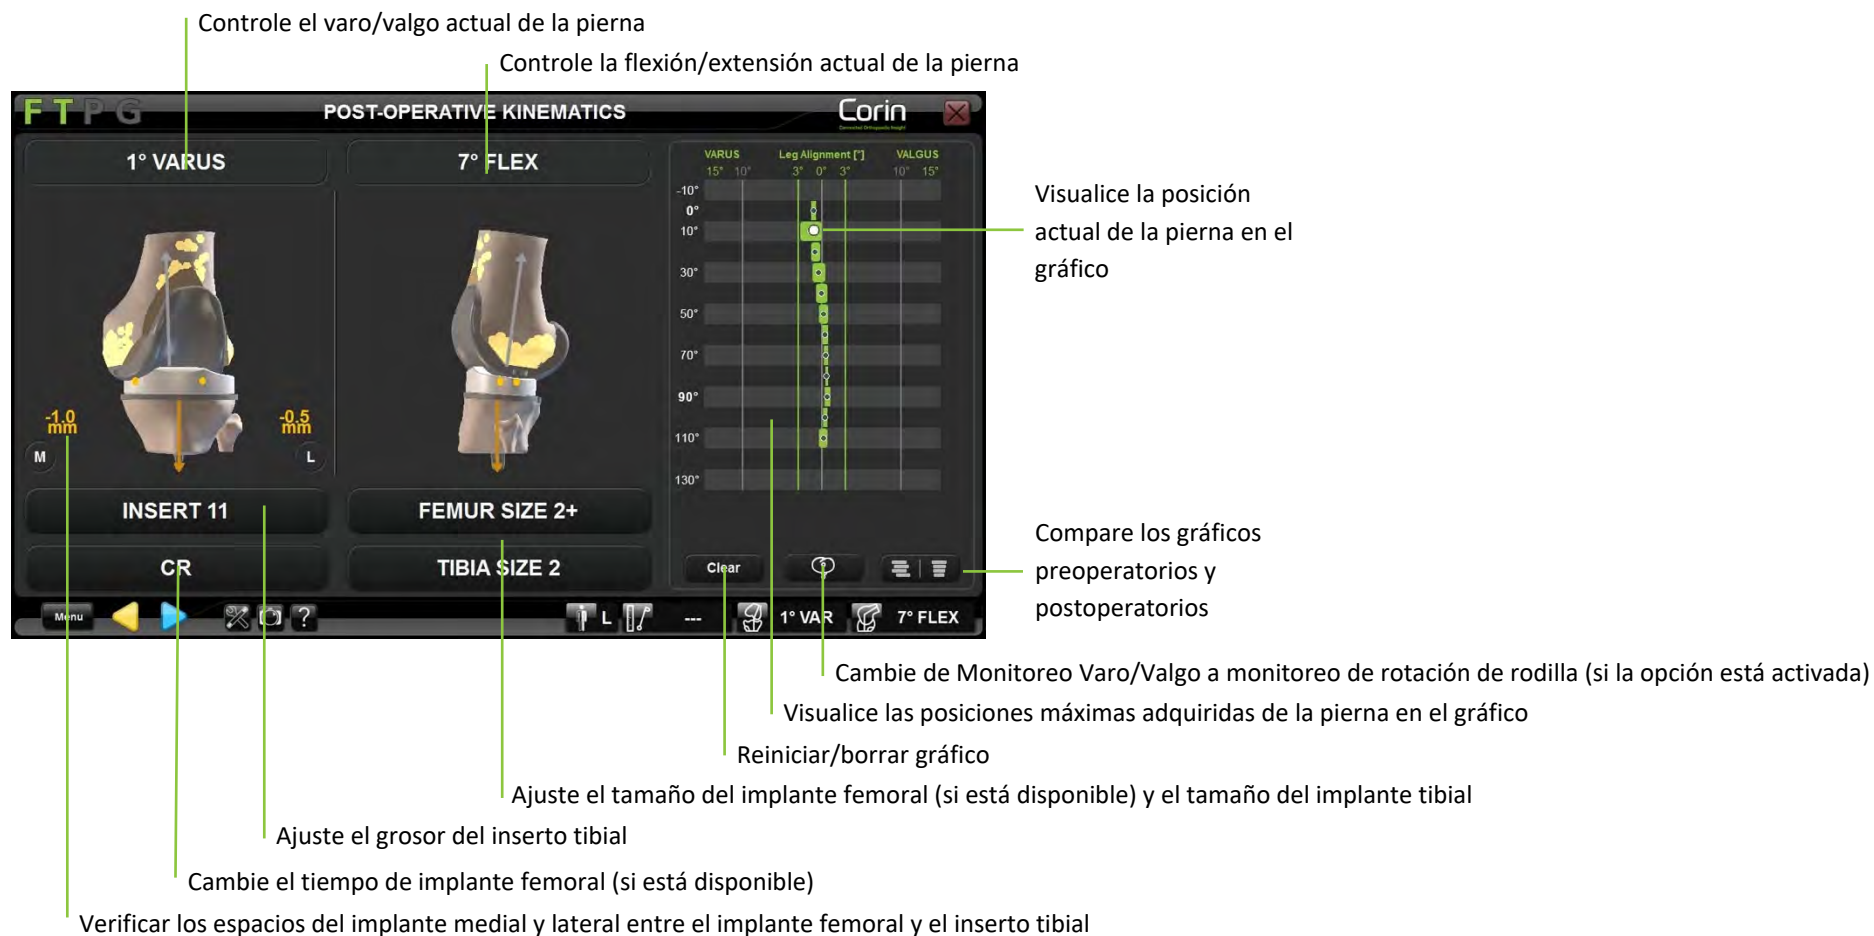 Controle el varo/valgo actual de la pierna
Controle la flexión/extensión actual de la pierna
FTPG POST-OPERATIVE KINEMATICS Corin
Connected Orthopaedic Insight
1° VARUS 7° FLEX
VARUS Leg Alignment [°] VALGUS
15° 10° 3° 0° 3° 10° 15°
-10°
0°
10°
30°
50°
70°
90°
110°
130°
Visualice la posición
actual de la pierna en el
gráfico
-1.0
mm
-0.5
mm
M L
INSERT 11 FEMUR SIZE 2+
CR TIBIA SIZE 2
Clear
Compare los gráficos
preoperatorios y
postoperatorios
Menu ? L --- 1° VAR 7° FLEX
Cambie de Monitoreo Varo/Valgo a monitoreo de rotación de rodilla (si la opción está activada)
Visualice las posiciones máximas adquiridas de la pierna en el gráfico
Reiniciar/borrar gráfico
Ajuste el tamaño del implante femoral (si está disponible) y el tamaño del implante tibial
Ajuste el grosor del inserto tibial
Cambie el tiempo de implante femoral (si está disponible)
Verificar los espacios del implante medial y lateral entre el implante femoral y el inserto tibial